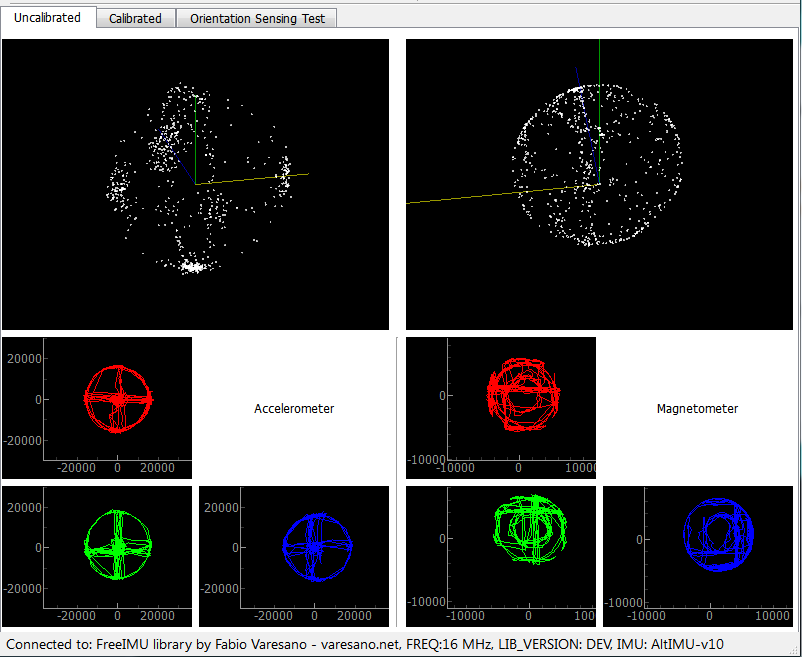 Uncalibrated Calibrated Orientation Sensing Test
20000
0
-20000
-20000 0 20000
Accelerometer
0
-10000
-10000 0 10000
Magnetometer
20000
0
-20000
-20000 0 20000
20000
0
-20000
-20000 0 20000
0
-10000
-10000 0 10000
0
-10000
-10000 0 10000
Connected to: FreeIMU library by Fabio Varesano - varesano.net, FREQ:16 MHz, LIB_VERSION: DEV, IMU: AltIMU-v10